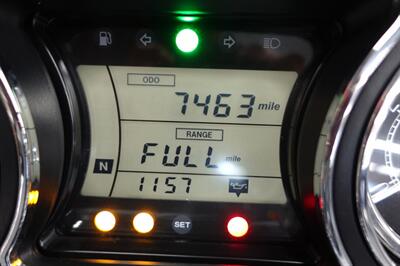 ODO
7463 mile
RANGE
FULL mile
N
1157
SET